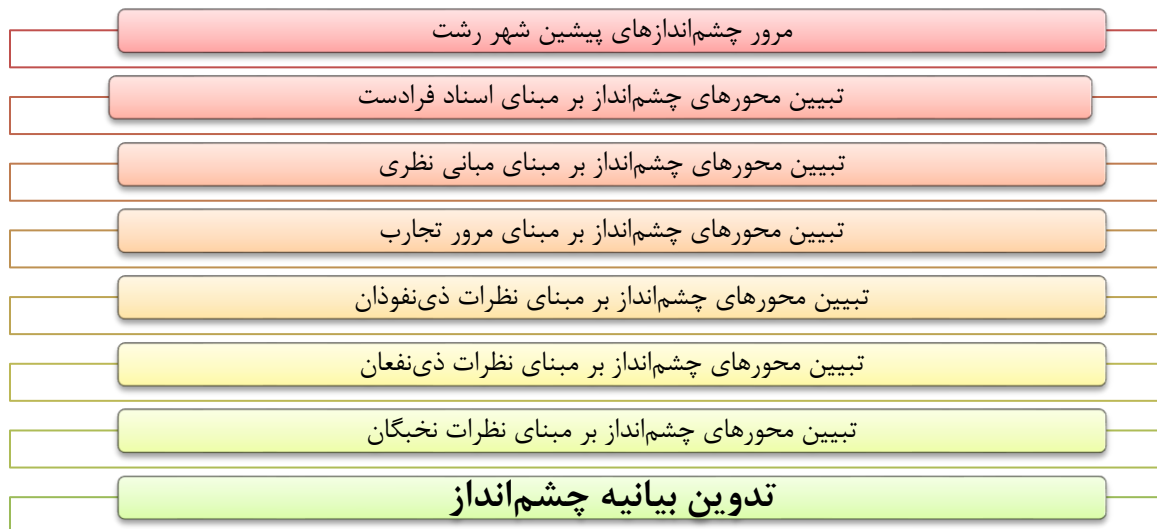 مرور چشم‌اندازهای پیشین شهر رشت
تبیین محورهای چشم‌انداز بر مبنای اسناد فرادست
تبیین محورهای چشم‌انداز بر مبنای مبانی نظری
تبیین محورهای چشم‌انداز بر مبنای مرور تجارب
تبیین محورهای چشم‌انداز بر مبنای نظرات ذی‌نفوذان
تبیین محورهای چشم‌انداز بر مبنای نظرات ذی‌نفعان
تبیین محورهای چشم‌انداز بر مبنای نظرات نخبگان
تدوین بیانیه چشم‌انداز